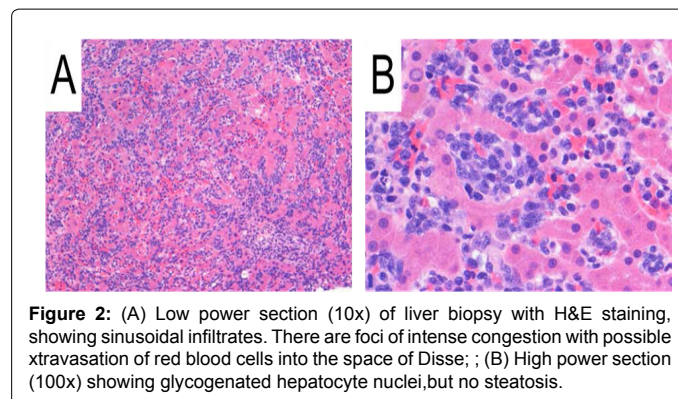 A
B
Figure 2: (A) Low power section (10x) of liver biopsy with H&E staining,
showing sinusoidal infiltrates. There are foci of intense congestion with possible
xtravasation of red blood cells into the space of Disse; ; (B) High power section
(100x) showing glycogenated hepatocyte nuclei,but no steatosis.